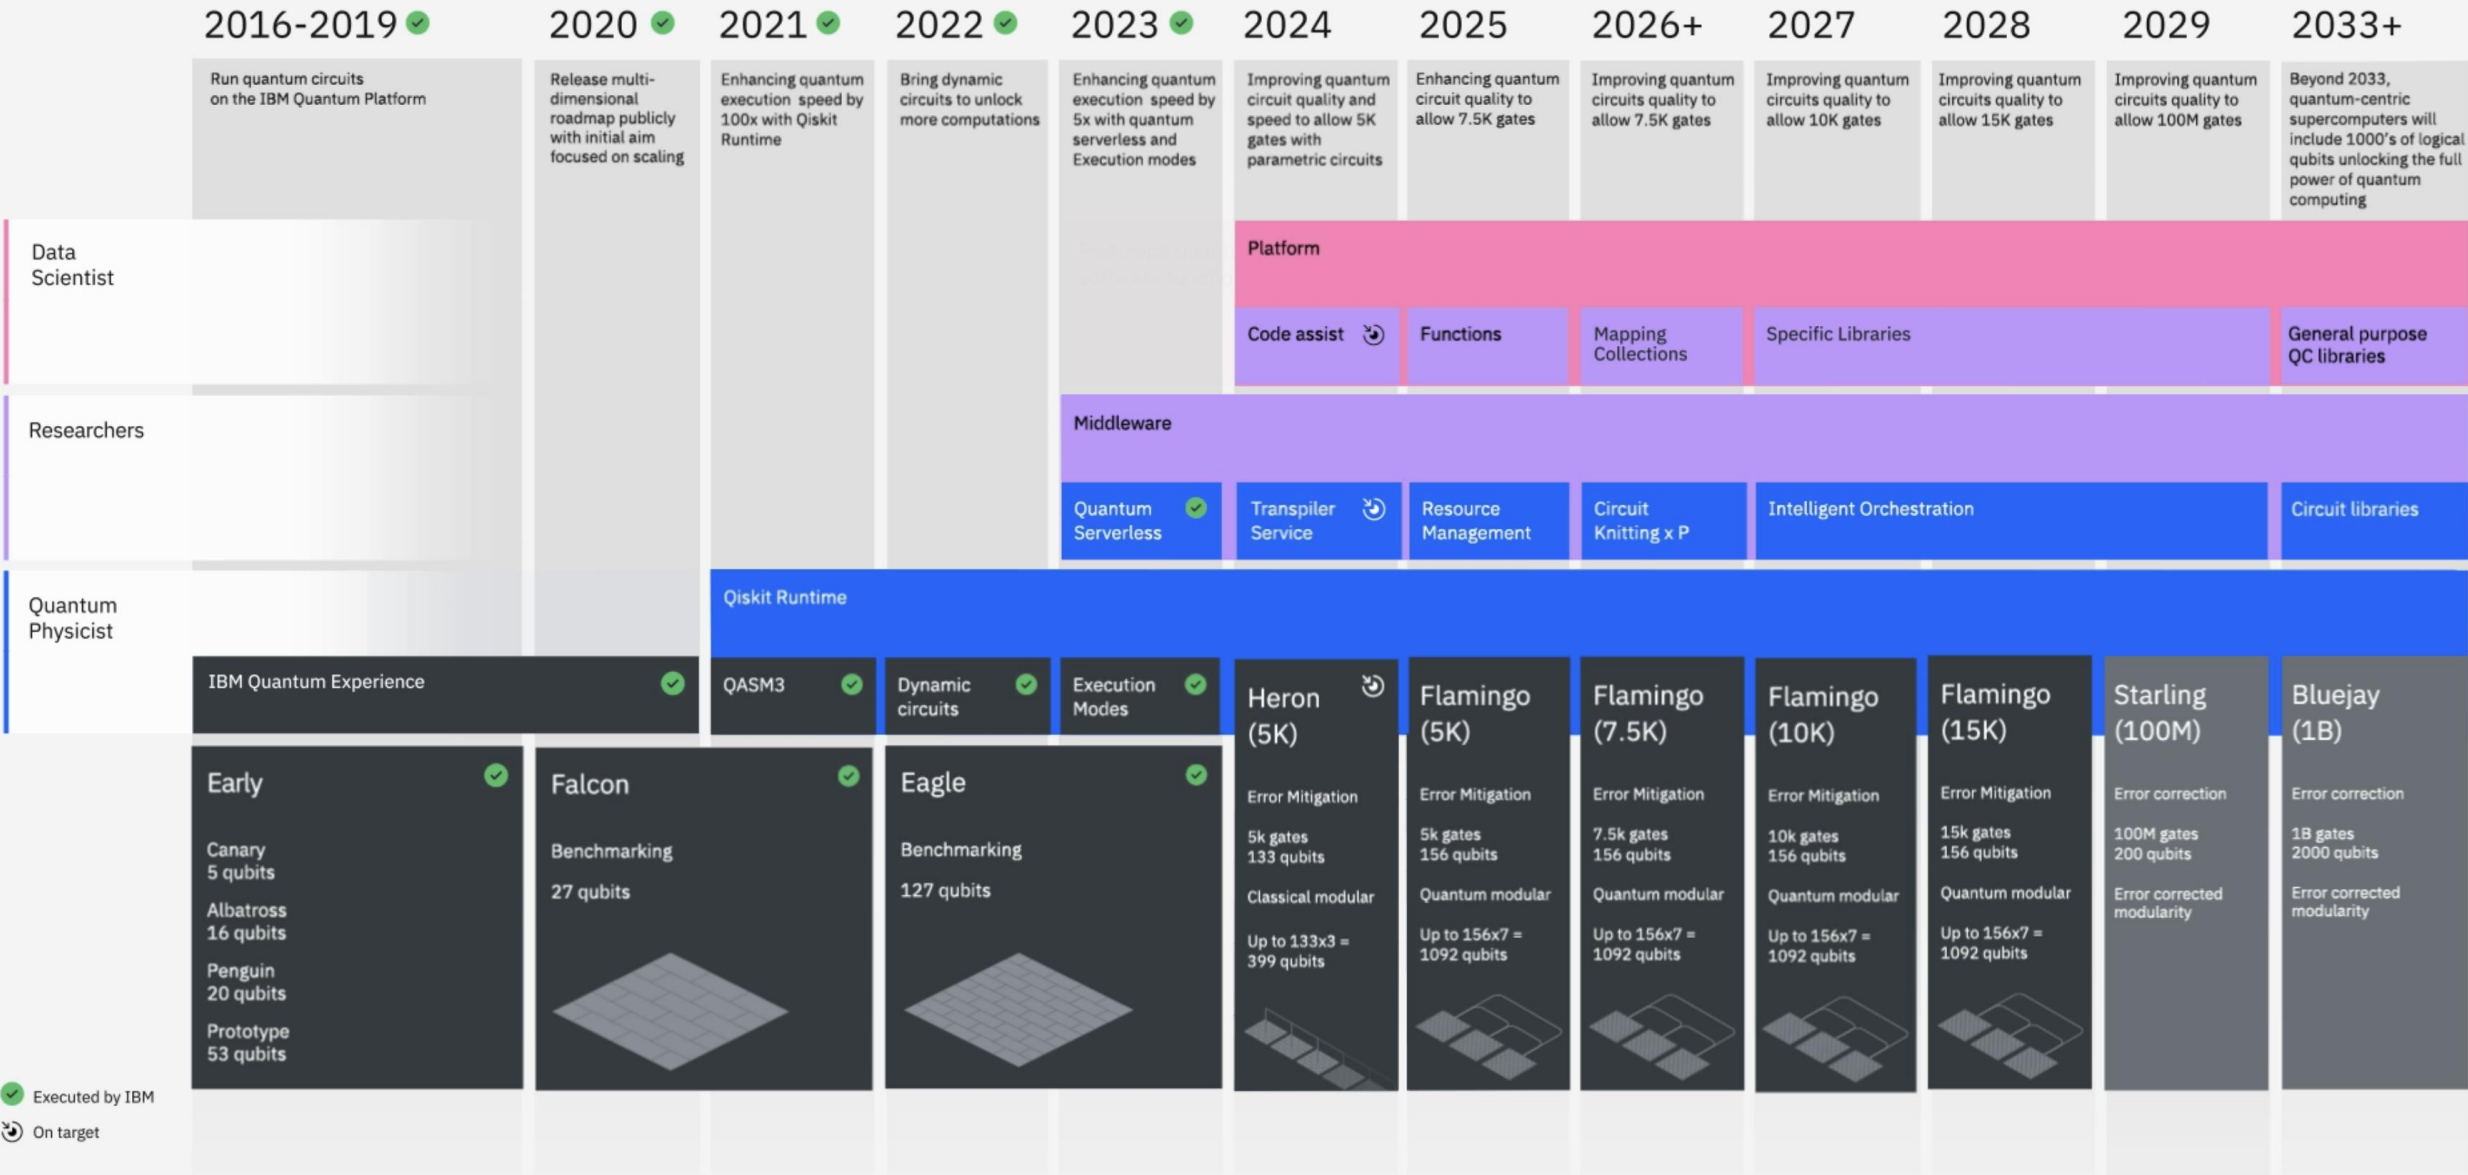 2016-2019
2020
2021
2022
2023
2024
2025
2026+
2027
2028
2029
2033+
Run quantum circuits
on the IBM Quantum Platform
Release multi-
dimensional
roadmap publicly
with initial aim
focused on scaling
Enhancing quantum
execution speed by
100x with Qiskit
Runtime
Bring dynamic
circuits to unlock
more computations
Enhancing quantum
execution speed by
5x with quantum
serverless and
Execution modes
Improving quantum
circuit quality and
speed to allow 5K
gates with
parametric circuits
Enhancing quantum
circuit quality to
allow 7.5K gates
Improving quantum
circuits quality to
allow 7.5K gates
Improving quantum
circuits quality to
allow 10K gates
Improving quantum
circuits quality to
allow 15K gates
Improving quantum
circuits quality to
allow 100M gates
Beyond 2033,
quantum-centric
supercomputers will
include 1000's of logical
qubits unlocking the full
power of quantum
computing
Data
Scientist
Platform
Code assist
Functions
Mapping
Collections
Specific Libraries
General purpose
QC libraries
Researchers
Middleware
Quantum
Serverless
Transpiler
Service
Resource
Management
Circuit
Knitting x P
Intelligent Orchestration
Circuit libraries
Quantum
Physicist
Qiskit Runtime
IBM Quantum Experience
QASM3
Dynamic
circuits
Execution
Modes
Early
Canary
5 qubits
Albatross
16 qubits
Penguin
20 qubits
Prototype
53 qubits
Falcon
Benchmarking
27 qubits
Eagle
Benchmarking
127 qubits
Heron
(5K)
Error Mitigation
5k gates
133 qubits
Classical modular
Up to 133x3 =
399 qubits
Flamingo
(5K)
Error Mitigation
5k gates
156 qubits
Quantum modular
Up to 156x7 =
1092 qubits
Flamingo
(7.5K)
Error Mitigation
7.5k gates
156 qubits
Quantum modular
Up to 156x7 =
1092 qubits
Flamingo
(10K)
Error Mitigation
10k gates
156 qubits
Quantum modular
Up to 156x7 =
1092 qubits
Flamingo
(15K)
Error Mitigation
15k gates
156 qubits
Quantum modular
Up to 156x7 =
1092 qubits
Starling
(100M)
Error correction
100M gates
200 qubits
Error corrected
modularity
Bluejay
(1B)
Error correction
1B gates
2000 qubits
Error corrected
modularity
Executed by IBM
On target